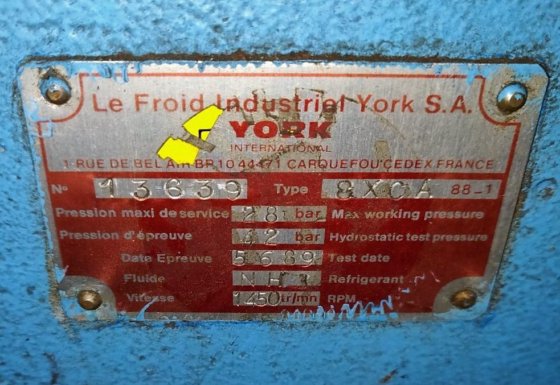 Le Froid Industriel York S.A.
YORK
INTERNATIONAL
1 RUE DE BEL AIR BP.10 44471 CARQUEFOU CEDEX. FRANCE
N° 13639 Type 8XCA 88-1
Pression maxi de service 28 bar Max working pressure
Pression d'épreuve 42 bar Hydrostatic test pressure
Date Epreuve 5 6 89 Test date
Fluide Refrigerant
Vitesse 1450 tr/mn RPM